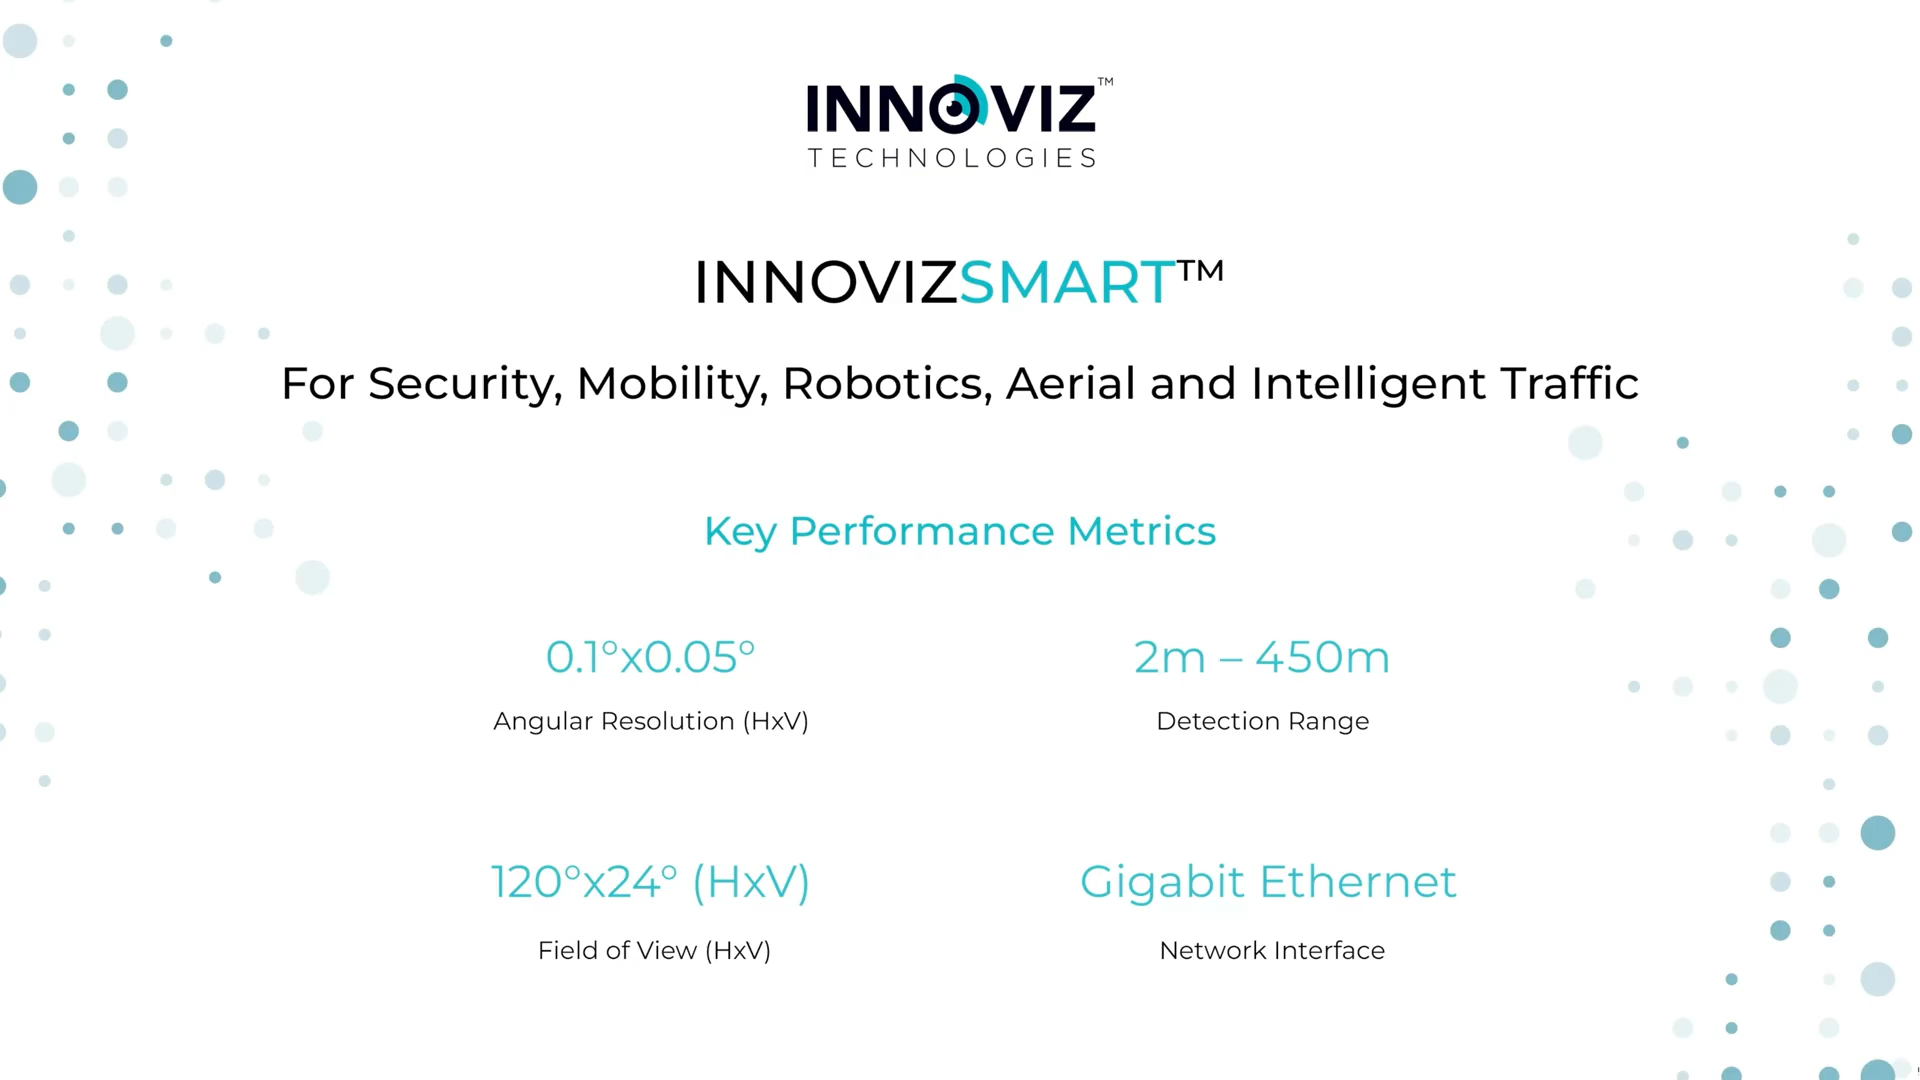 INNOVIZ™
TECHNOLOGIES
INNOVIZSMART™
For Security, Mobility, Robotics, Aerial and Intelligent Traffic
Key Performance Metrics
0.1°x0.05°
Angular Resolution (HxV)
2m – 450m
Detection Range
120°x24° (HxV)
Field of View (HxV)
Gigabit Ethernet
Network Interface